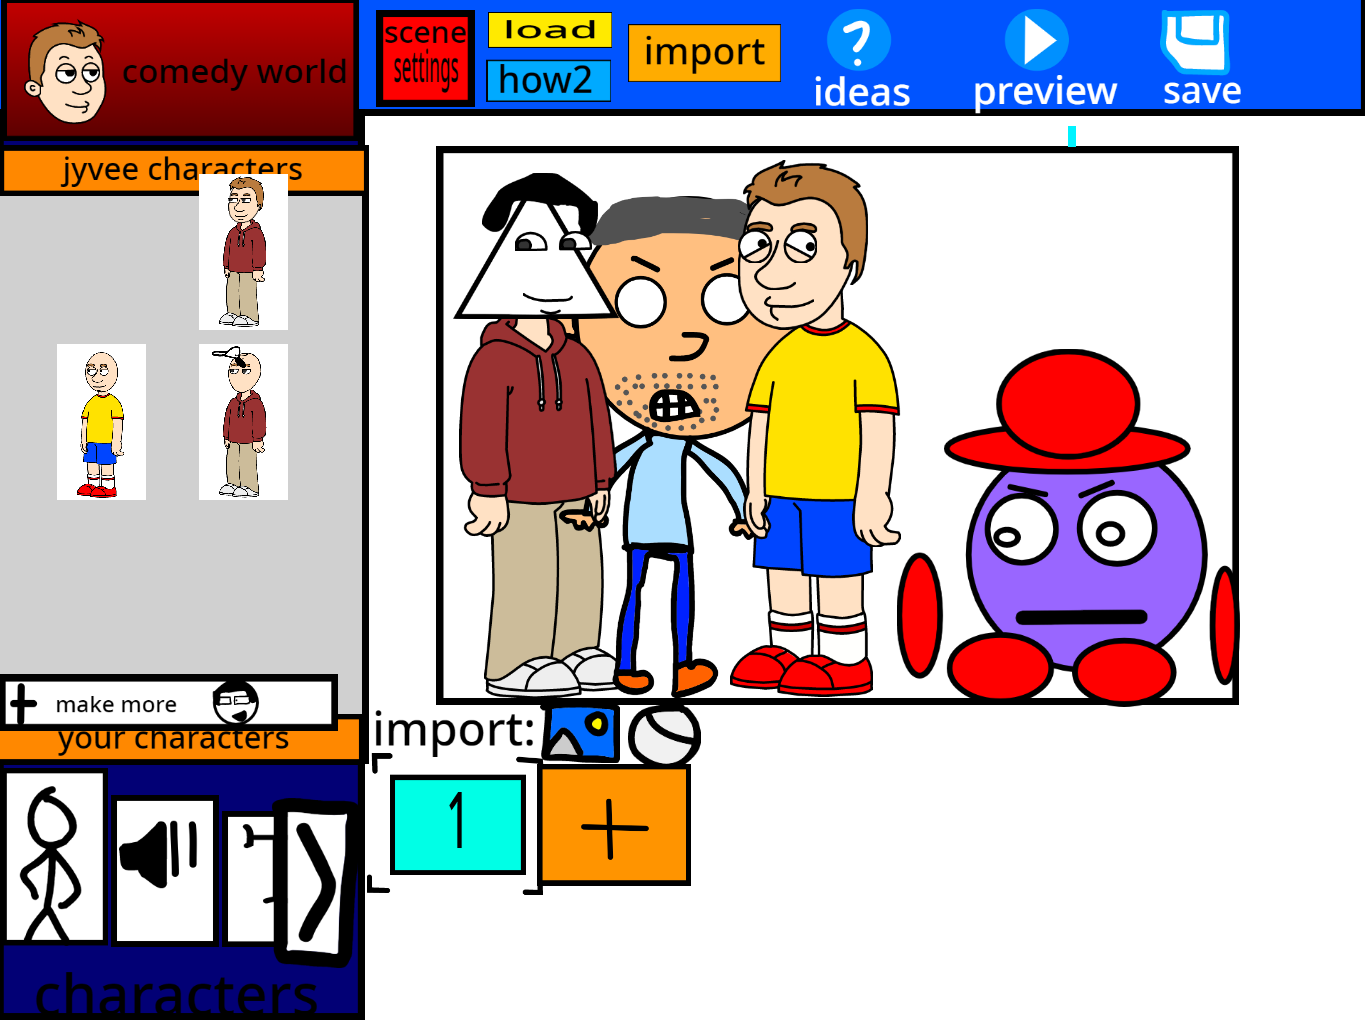 comedy world
scene
settings
load
how2
import
ideas
preview
save
jyvee characters
make more
your characters
import:
1
characters